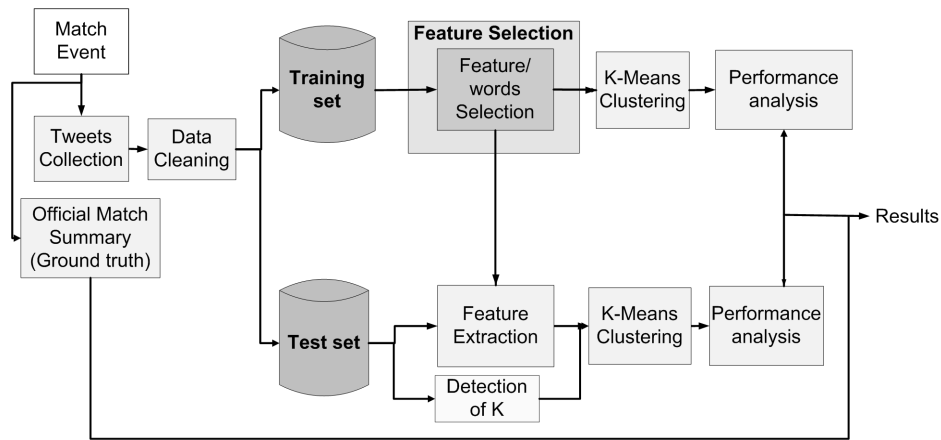 Match
Event
Tweets
Collection
Data
Cleaning
Official Match
Summary
(Ground truth)
Training
set
Feature Selection
Feature/
words
Selection
K-Means
Clustering
Performance
analysis
Results
Test set
Feature
Extraction
Detection
of K
K-Means
Clustering
Performance
analysis